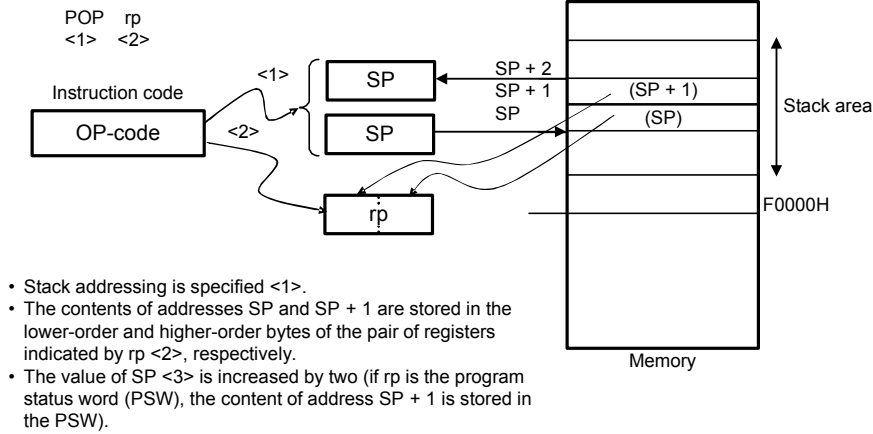 POP rp
<1> <2>
Instruction code
OP-code
<1>
<2>
SP
SP
rp
SP + 2
SP + 1
SP
(SP + 1)
(SP)
Stack area
F0000H
Memory
• Stack addressing is specified <1>.
• The contents of addresses SP and SP + 1 are stored in the
lower-order and higher-order bytes of the pair of registers
indicated by rp <2>, respectively.
• The value of SP <3> is increased by two (if rp is the program
status word (PSW), the content of address SP + 1 is stored in
the PSW).